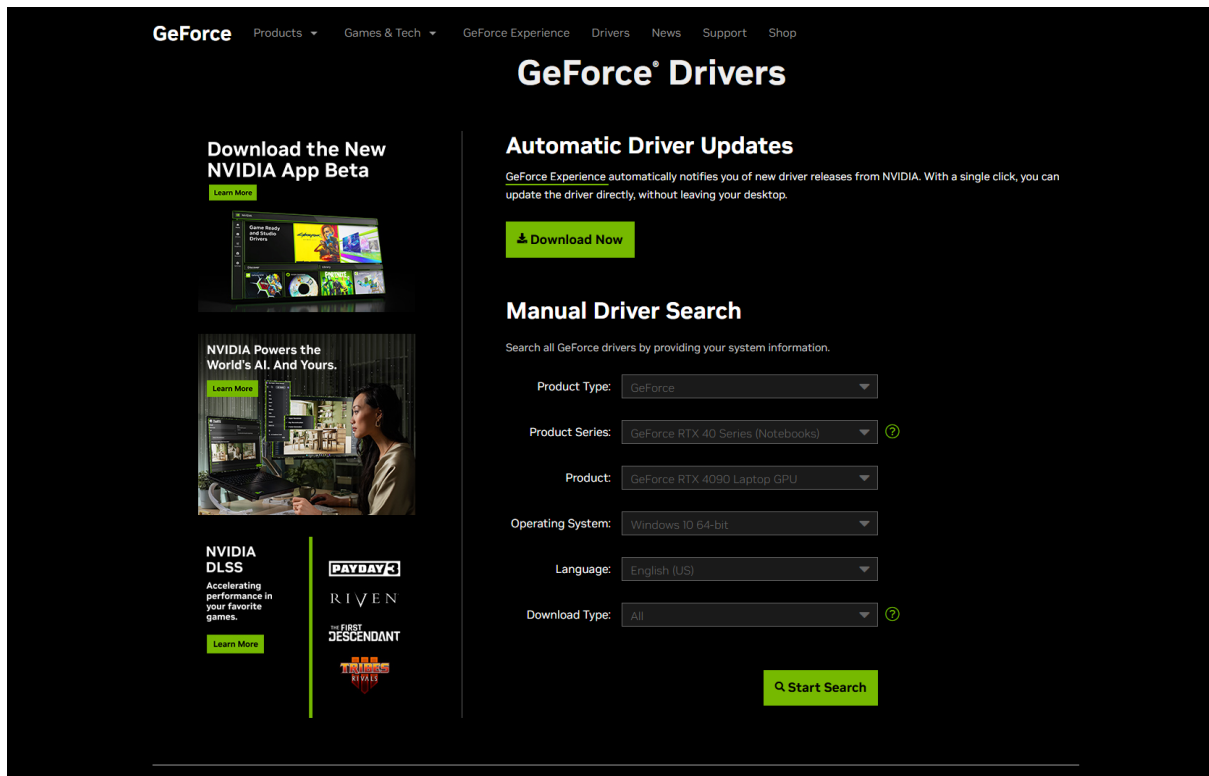 GeForce
Products
Games & Tech
GeForce Experience
Drivers
News
Support
Shop
GeForce® Drivers
Download the New
NVIDIA App Beta
Learn More
Game Ready
and Studio
Drivers
NVIDIA Powers the
World's AI. And Yours.
Learn More
NVIDIA
DLSS
Accelerating
performance in
your favorite
games.
Learn More
PAYDAY 3
RIVEN
THE FIRST
DESCENDANT
TRIBES
RIVALS
Automatic Driver Updates
GeForce Experience automatically notifies you of new driver releases from NVIDIA. With a single click, you can
update the driver directly, without leaving your desktop.
Download Now
Manual Driver Search
Search all GeForce drivers by providing your system information.
Product Type: GeForce
Product Series: GeForce RTX 40 Series (Notebooks) ?
Product: GeForce RTX 4090 Laptop GPU
Operating System: Windows 10 64-bit
Language: English (US)
Download Type: All ?
Start Search